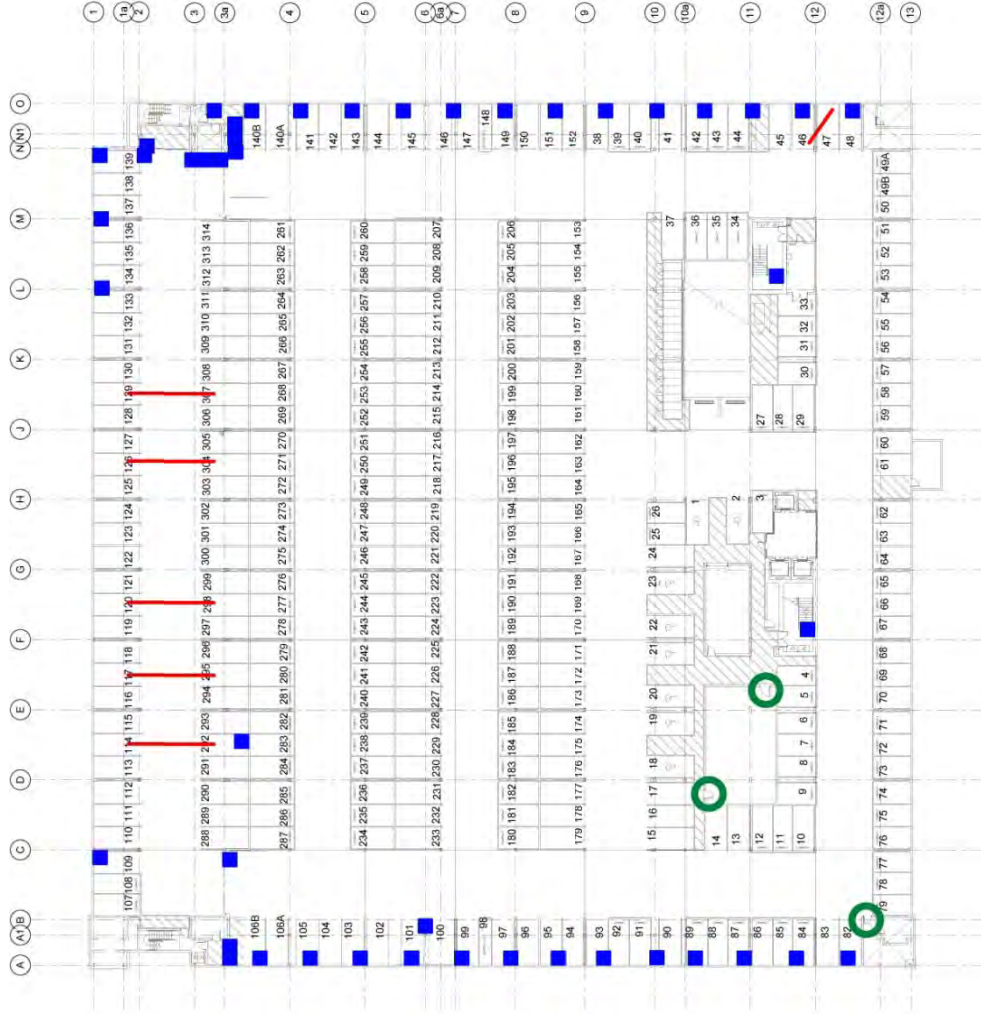 1 1a 2 3 3a 4 5 6 6a 7 8 9 10 10a 11 12 12a 13
O
N1
N
M
L
K
J
H
G
F
E
D
C
B
A1
A
140B 140A 141 142 143 144 145 146 147 148 149 150 151 152 38 39 40 41 42 43 44 45 46 47 48
139 138 137 136 135 134 133 132 131 130 129 128 127 126 125 124 123 122 121 120 119 118 117 116 115 114 113 112 111 110 109 108 107
314 313 312 311 310 309 308 307 306 305 304 303 302 301 300 299 298 297 296 295 294 293 292 291 290 289 288
261 262 263 264 265 266 267 268 269 270 271 272 273 274 275 276 277 278 279 280 281 282 283 284 285 286 287
260 259 258 257 256 255 254 253 252 251 250 249 248 247 246 245 244 243 242 241 240 239 238 237 236 235 234
207 208 209 210 211 212 213 214 215 216 217 218 219 220 221 222 223 224 225 226 227 228 229 230 231 232 233
206 205 204 203 202 201 200 199 198 197 196 195 194 193 192 191 190 189 188 187 186 185 184 183 182 181 180
153 154 155 156 157 158 159 160 161 162 163 164 165 166 167 168 169 170 171 172 173 174 175 176 177 178 179
37 36 35 34
33 32 31 30
27 28 29
26 25 24 23 22 21 20 19 18 17 16 15
1 2 3
4 5 6 7 8 9
14 13 12 11 10
49A 49B 50 51 52 53 54 55 56 57 58 59 60 61 62 63 64 65 66 67 68 69 70 71 72 73 74 75 76 77 78 79
106B 106A 105 104 103 102 101 100 99 98 97 96 95 94 93 92 91 90 89 88 87 86 85 84 83 82